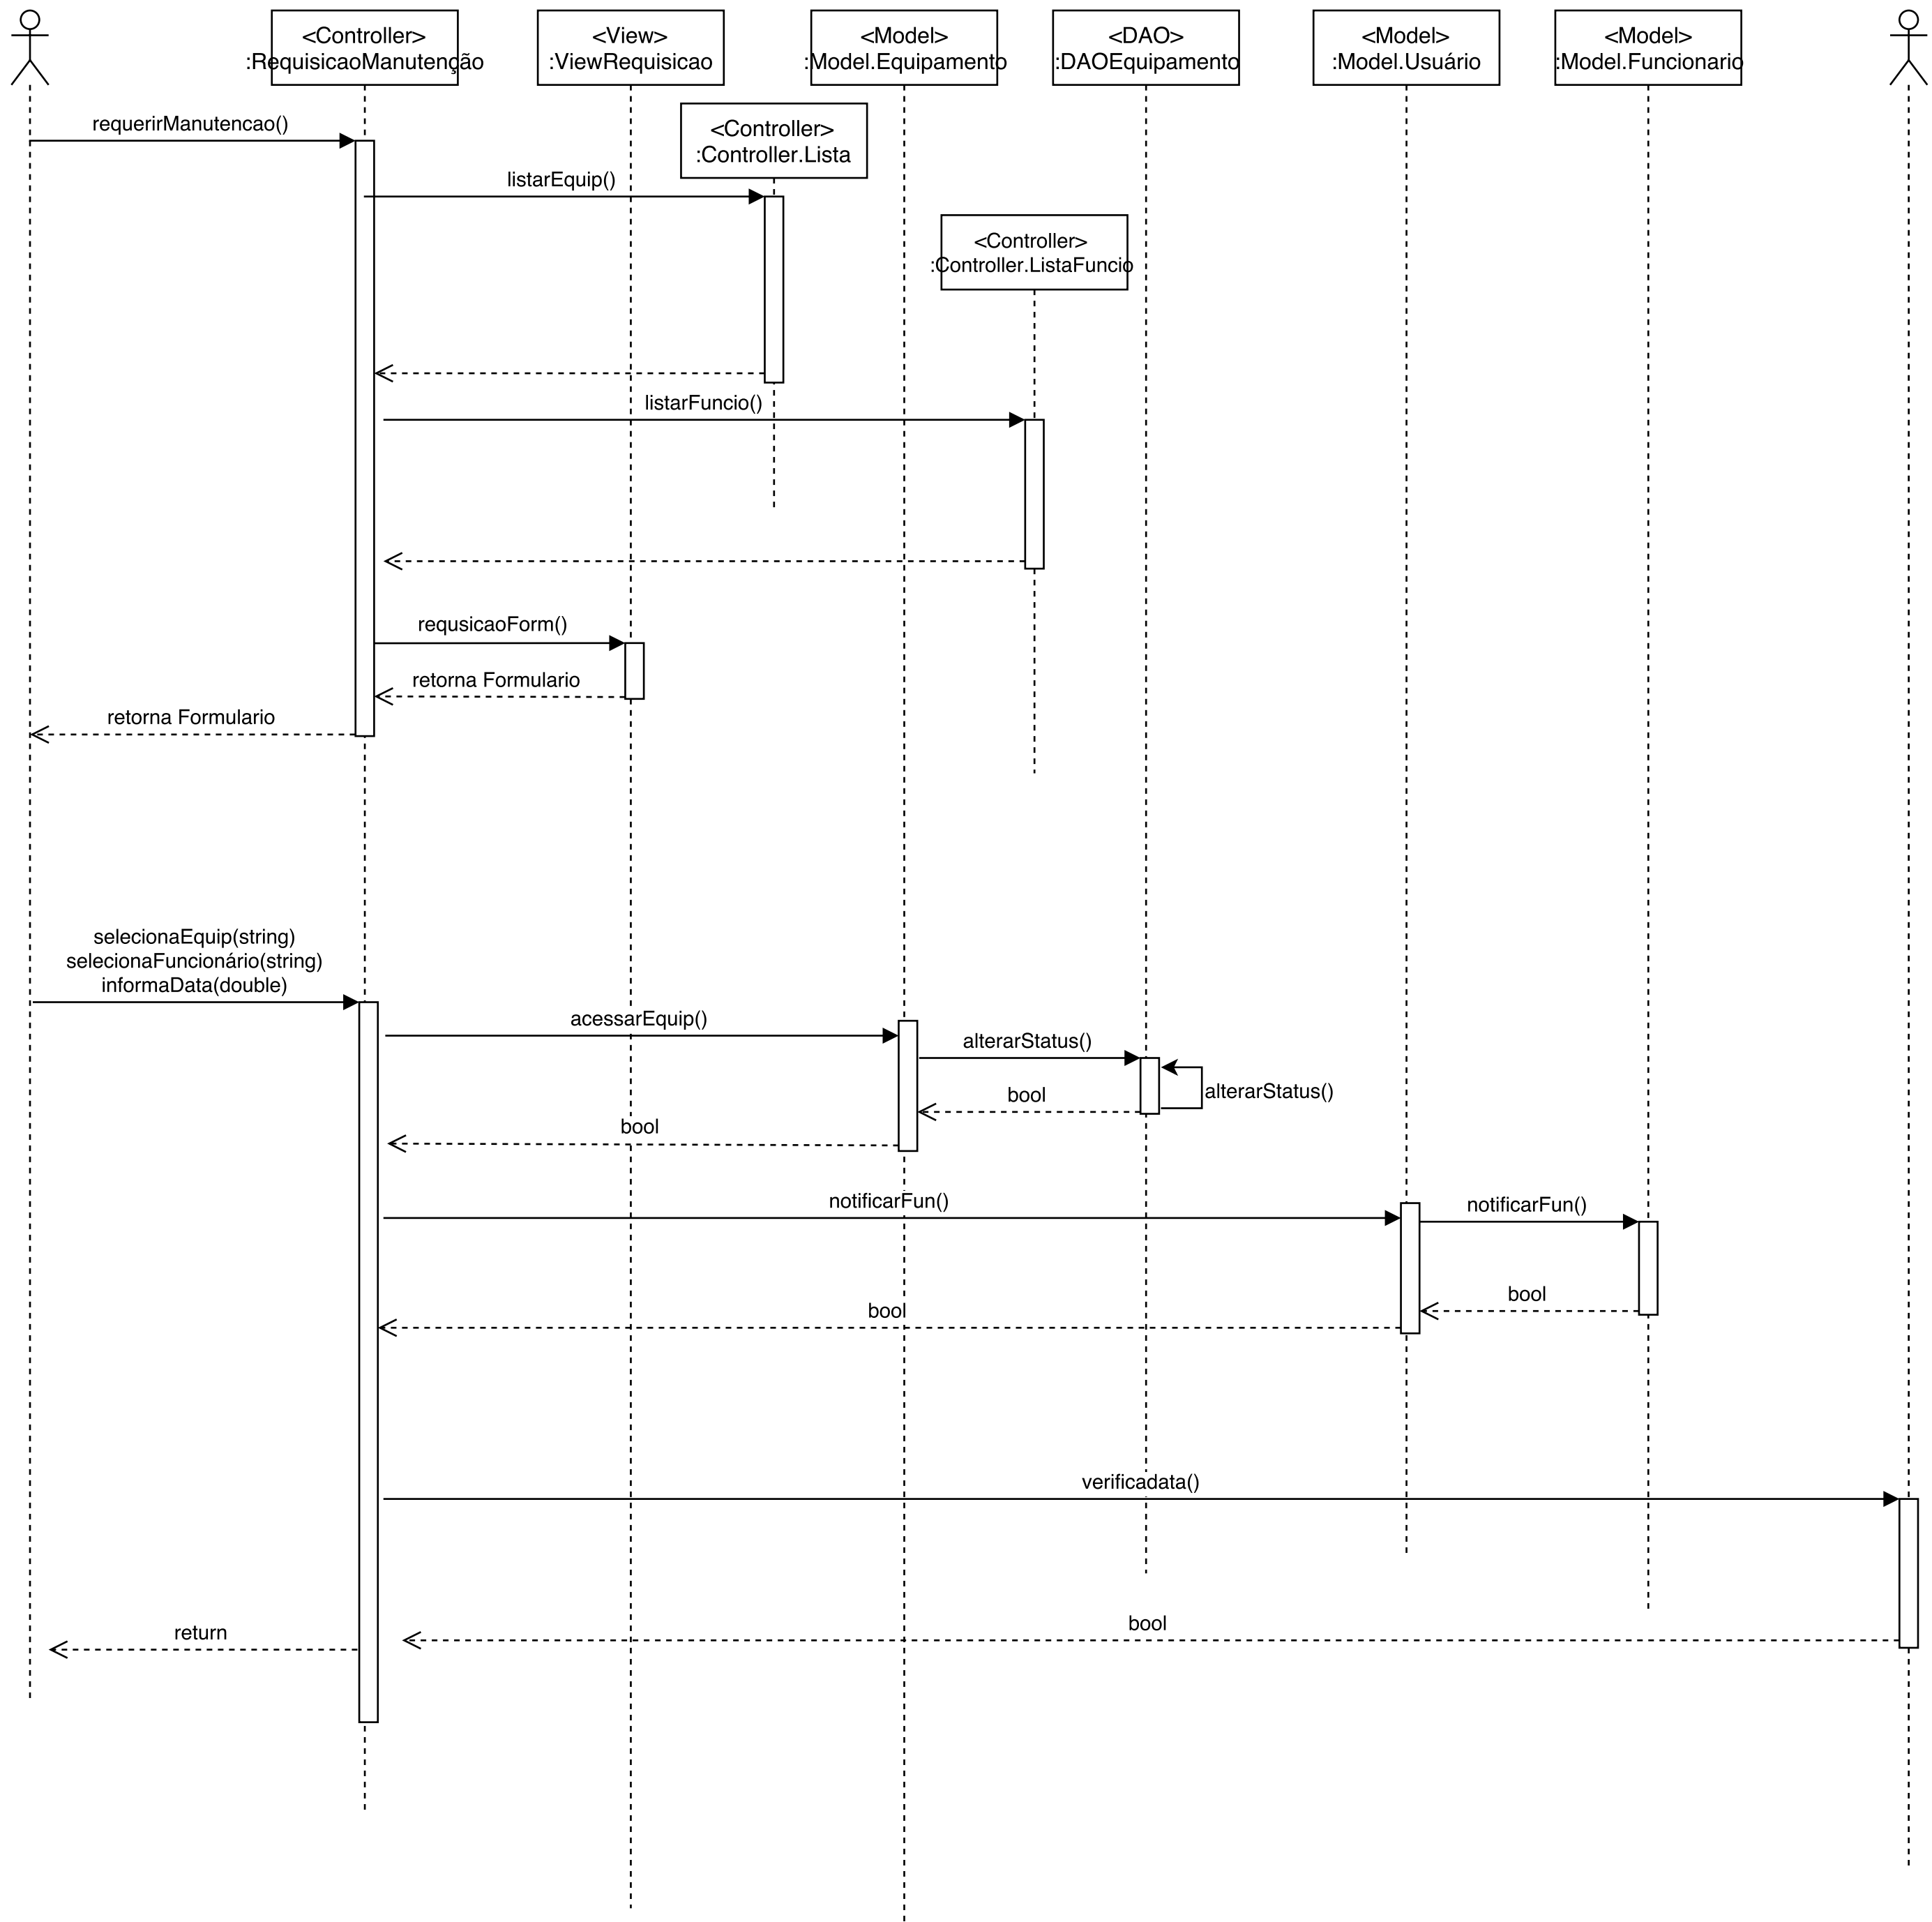 <Controller>
:RequisicaoManutenção
<View>
:ViewRequisicao
<Model>
:Model.Equipamento
<DAO>
:DAOEquipamento
<Model>
:Model.Usuário
<Model>
:Model.Funcionario
<Controller>
:Controller.Lista
requerirManutencao()
listarEquip()
<Controller>
:Controller.ListaFuncio
listarFuncio()
requsicaoForm()
retorna Formulario
retorna Formulario
selecionaEquip(string)
selecionaFuncionário(string)
informaData(double)
acessarEquip()
alterarStatus()
alterarStatus()
bool
bool
notificarFun()
notificarFun()
bool
bool
verificadata()
bool
return